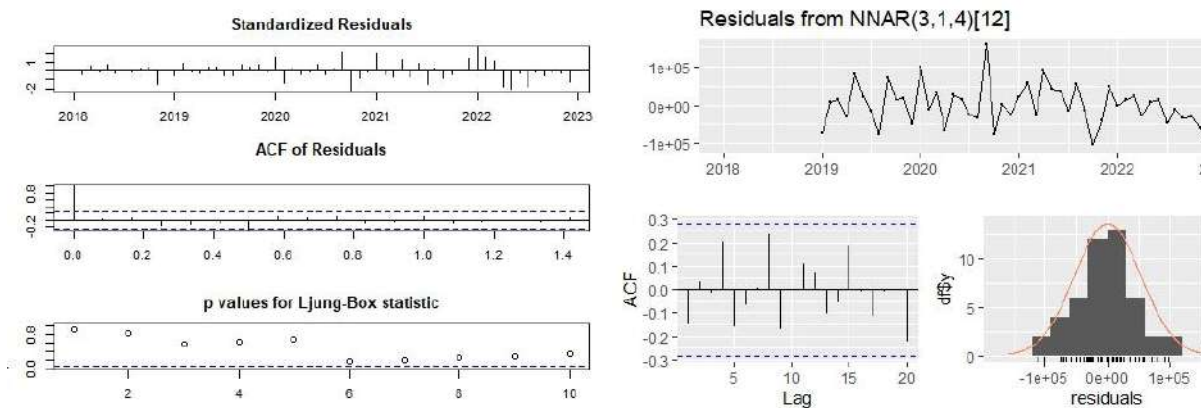 Standardized Residuals
1
-2
2018 2019 2020 2021 2022 2023
ACF of Residuals
0.8
-0.2
0.0 0.2 0.4 0.6 0.8 1.0 1.2 1.4
p values for Ljung-Box statistic
0.8
0.0
2 4 6 8 10
Residuals from NNAR(3,1,4)[12]
1e+05
0e+00
-1e+05
2018 2019 2020 2021 2022
ACF
0.3
0.2
0.1
0.0
-0.1
-0.2
-0.3
5 10 15 20
Lag
df$y
10
5
0
-1e+05 0e+00 1e+05
residuals